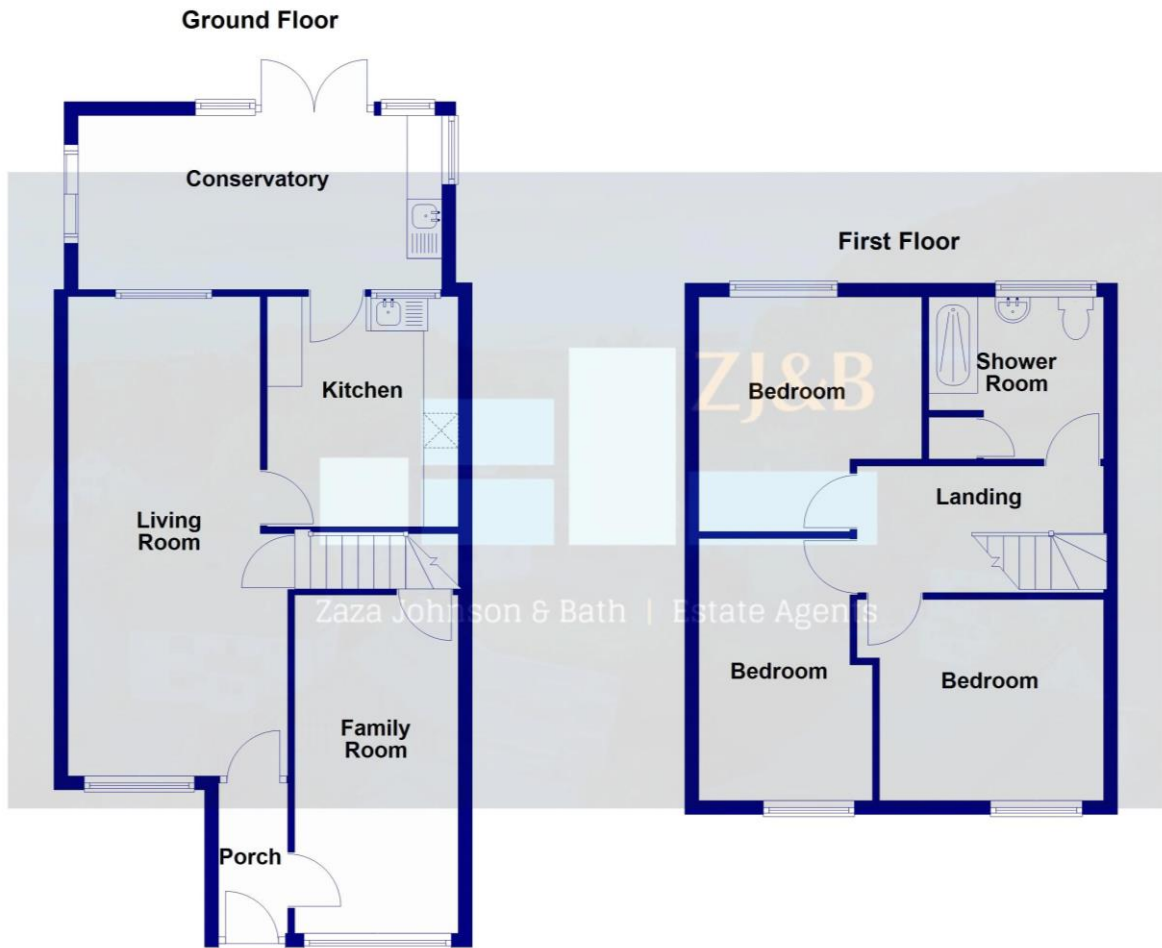 Ground Floor
Conservatory
Kitchen
Living
Room
Family
Room
Porch
First Floor
Bedroom
Shower
Room
Landing
Bedroom
Bedroom
ZJ&B
Zaza Johnson & Bath | Estate Agents